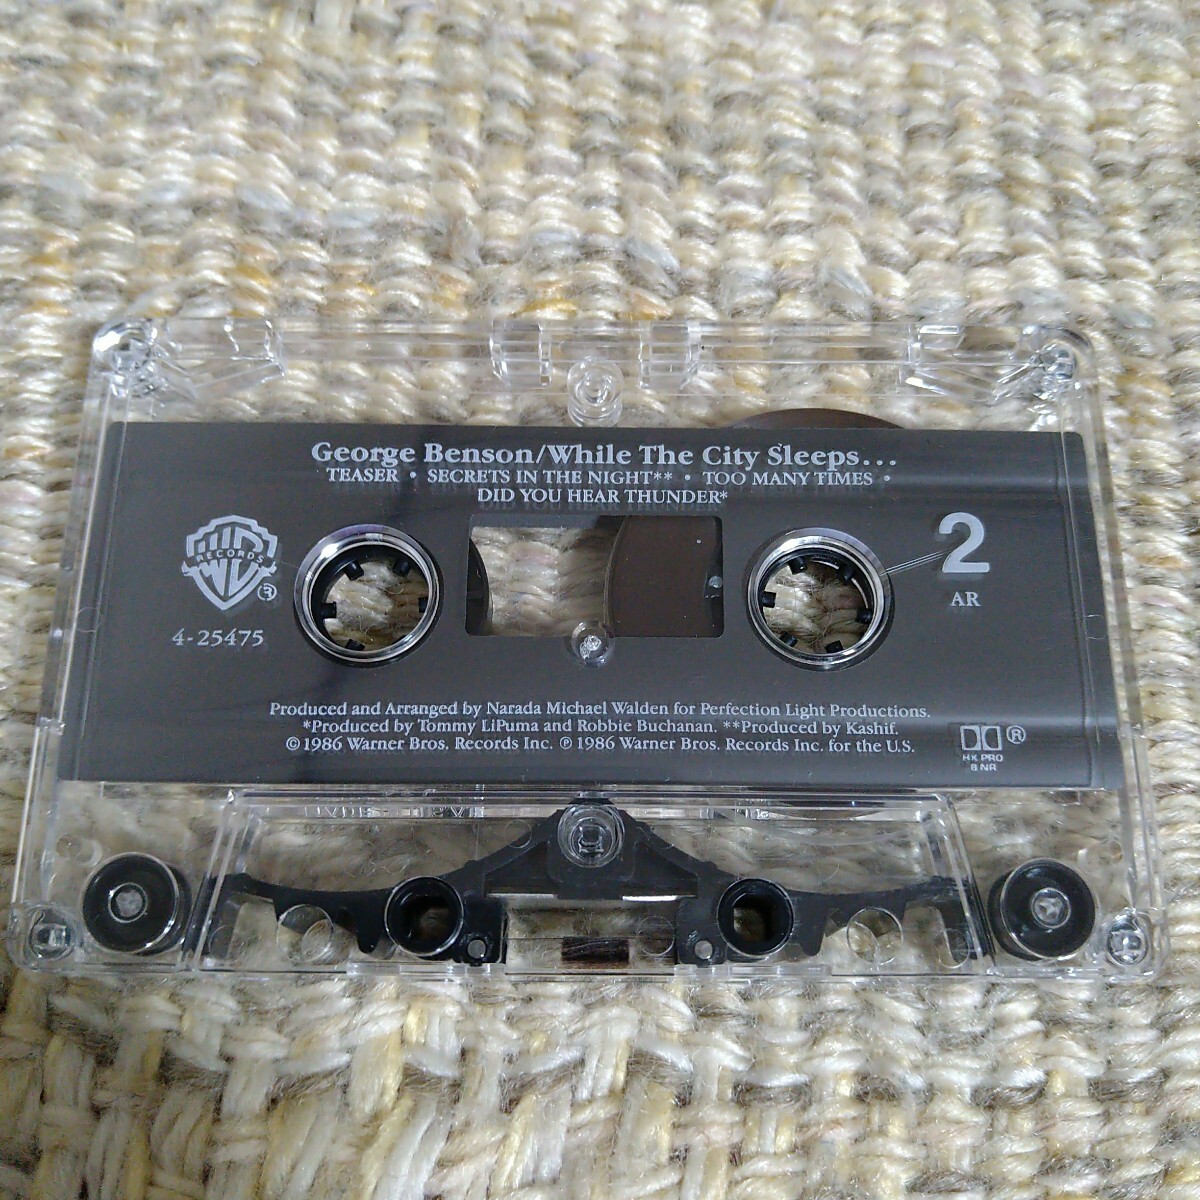 George Benson/While The City Sleeps...
TEASER • SECRETS IN THE NIGHT** • TOO MANY TIMES •
DID YOU HEAR THUNDER*
WB
RECORDS
®
4-25475
2
AR
Produced and Arranged by Narada Michael Walden for Perfection Light Productions.
*Produced by Tommy LiPuma and Robbie Buchanan. **Produced by Kashif.
©1986 Warner Bros. Records Inc. ℗1986 Warner Bros. Records Inc. for the U.S.
®
HX PRO
B NR